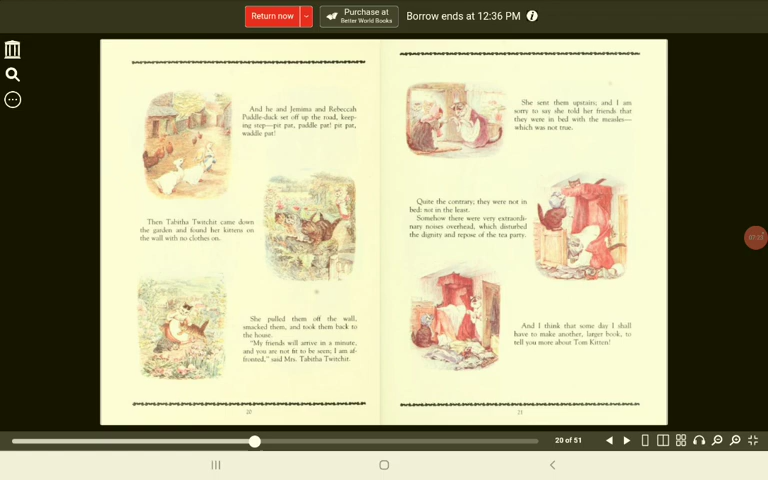 Return now
Purchase at
Better World Books
Borrow ends at 12:36 PM
And he and Jemima and Rebeccah
Puddle-duck set off up the road, keep-
ing step—pit pat, paddle pat! pit pat,
waddle pat!
Then Tabitha Twitchit came down
the garden and found her kittens on
the wall with no clothes on.
She pulled them off the wall,
smacked them, and took them back to
the house.
"My friends will arrive in a minute,
and you are not fit to be seen; I am af-
fronted," said Mrs. Tabitha Twitchit.
20
She sent them upstairs; and I am
sorry to say she told her friends that
they were in bed with the measles—
which was not true.
Quite the contrary; they were not in
bed: not in the least.
Somehow there were very extraordi-
nary noises overhead, which disturbed
the dignity and repose of the tea party.
And I think that some day I shall
have to make another, larger book, to
tell you more about Tom Kitten!
21
07:23
20 of 51